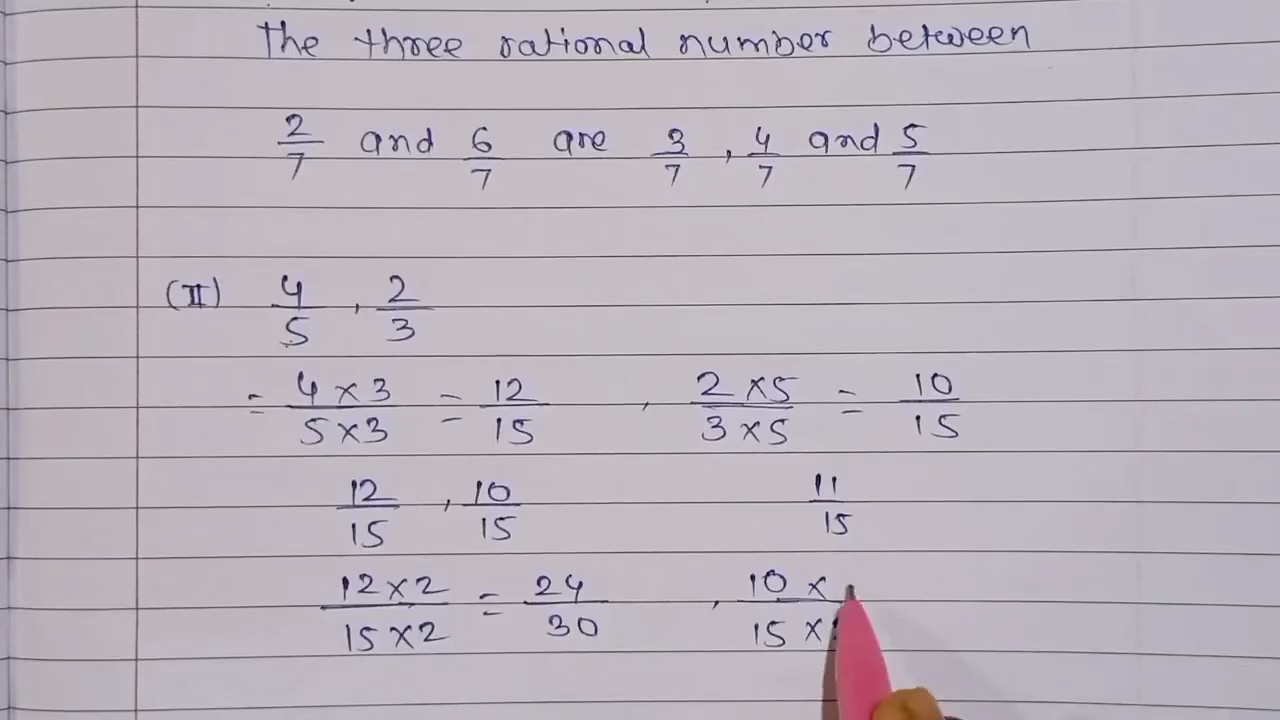 the three rational number between
2/7 and 6/7 are 3/7 , 4/7 and 5/7
(II) 4/5 , 2/3
= 4×3/5×3 = 12/15 , 2×5/3×5 = 10/15
12/15 , 10/15 11/15
12×2/15×2 = 24/30 , 10×/15×